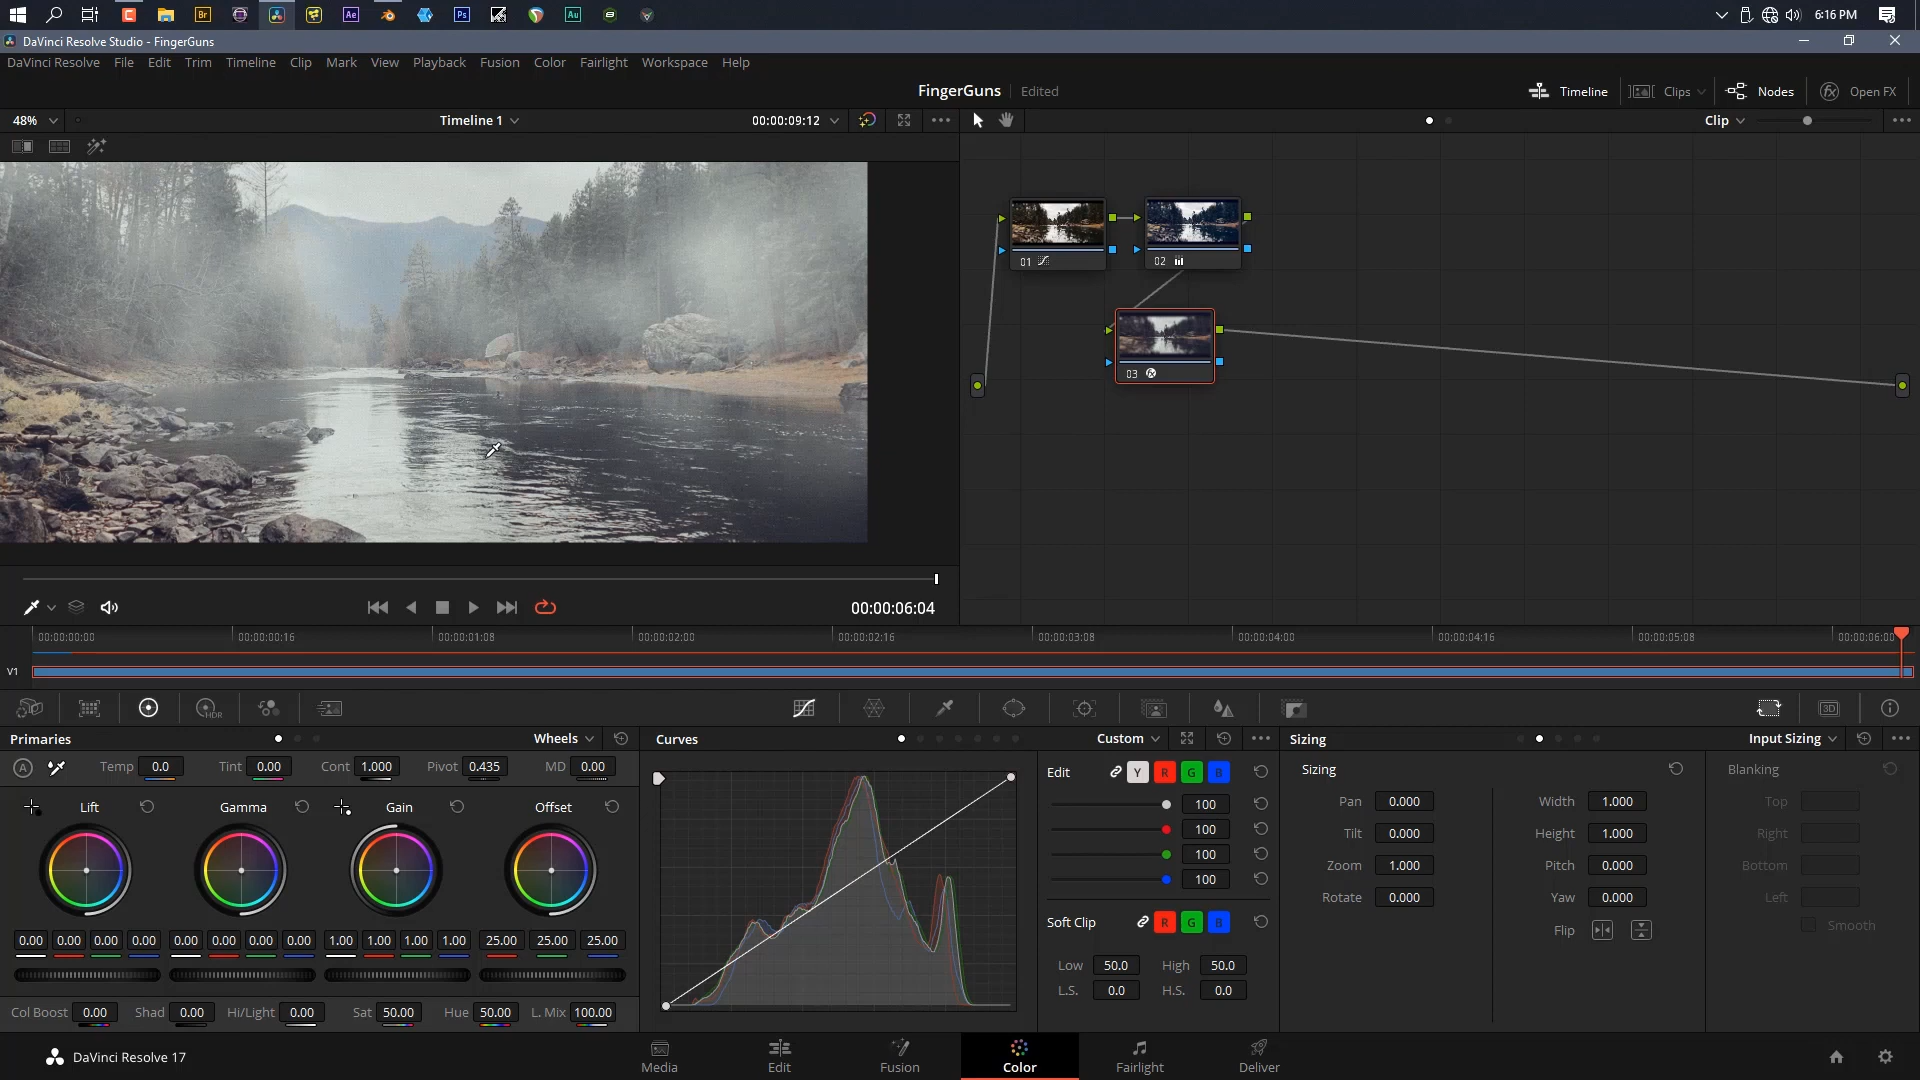 Br
Ae
Ps
Au
6:16 PM
DaVinci Resolve Studio - FingerGuns
DaVinci Resolve File Edit Trim Timeline Clip Mark View Playback Fusion Color Fairlight Workspace Help
FingerGuns Edited
Timeline Clips Nodes fx Open FX
48% Timeline 1 00:00:09:12 Clip
01 02
03
00:00:06:04
00:00:00:00 00:00:00:16 00:00:01:08 00:00:02:00 00:00:02:16 00:00:03:08 00:00:04:00 00:00:04:16 00:00:05:08 00:00:06:00
V1
HDR 3D
Primaries Wheels Curves Custom Sizing Input Sizing
A Temp 0.0 Tint 0.00 Cont 1.000 Pivot 0.435 MD 0.00
Lift Gamma Gain Offset
0.00 0.00 0.00 0.00 0.00 0.00 0.00 0.00 1.00 1.00 1.00 1.00 25.00 25.00 25.00
Col Boost 0.00 Shad 0.00 Hi/Light 0.00 Sat 50.00 Hue 50.00 L. Mix 100.00
Edit Y R G B
100
100
100
100
Soft Clip R G B
Low 50.0 High 50.0
L.S. 0.0 H.S. 0.0
Sizing Blanking
Pan 0.000 Width 1.000 Top
Tilt 0.000 Height 1.000 Right
Zoom 1.000 Pitch 0.000 Bottom
Rotate 0.000 Yaw 0.000 Left
Flip Smooth
DaVinci Resolve 17
Media Edit Fusion Color Fairlight Deliver